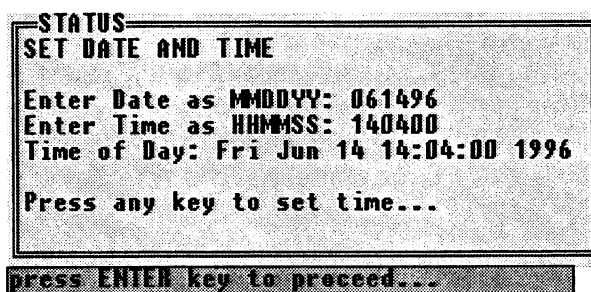 STATUS
SET DATE AND TIME
Enter Date as MMDDYY: 061496
Enter Time as HHMMSS: 140400
Time of Day: Fri Jun 14 14:04:00 1996
Press any key to set time...
press ENTER key to proceed...